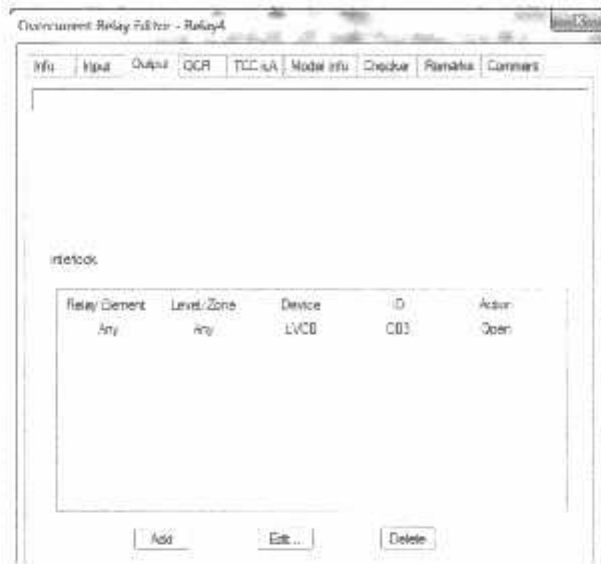 Overcurrent Relay Editor - Relay4
Info Input Output OCR TCC kA Model Info Checker Remarks Comment
Interlock
Relay Element Level/Zone Device ID Action
Any Any LVCB CB3 Open
Add Edit... Delete